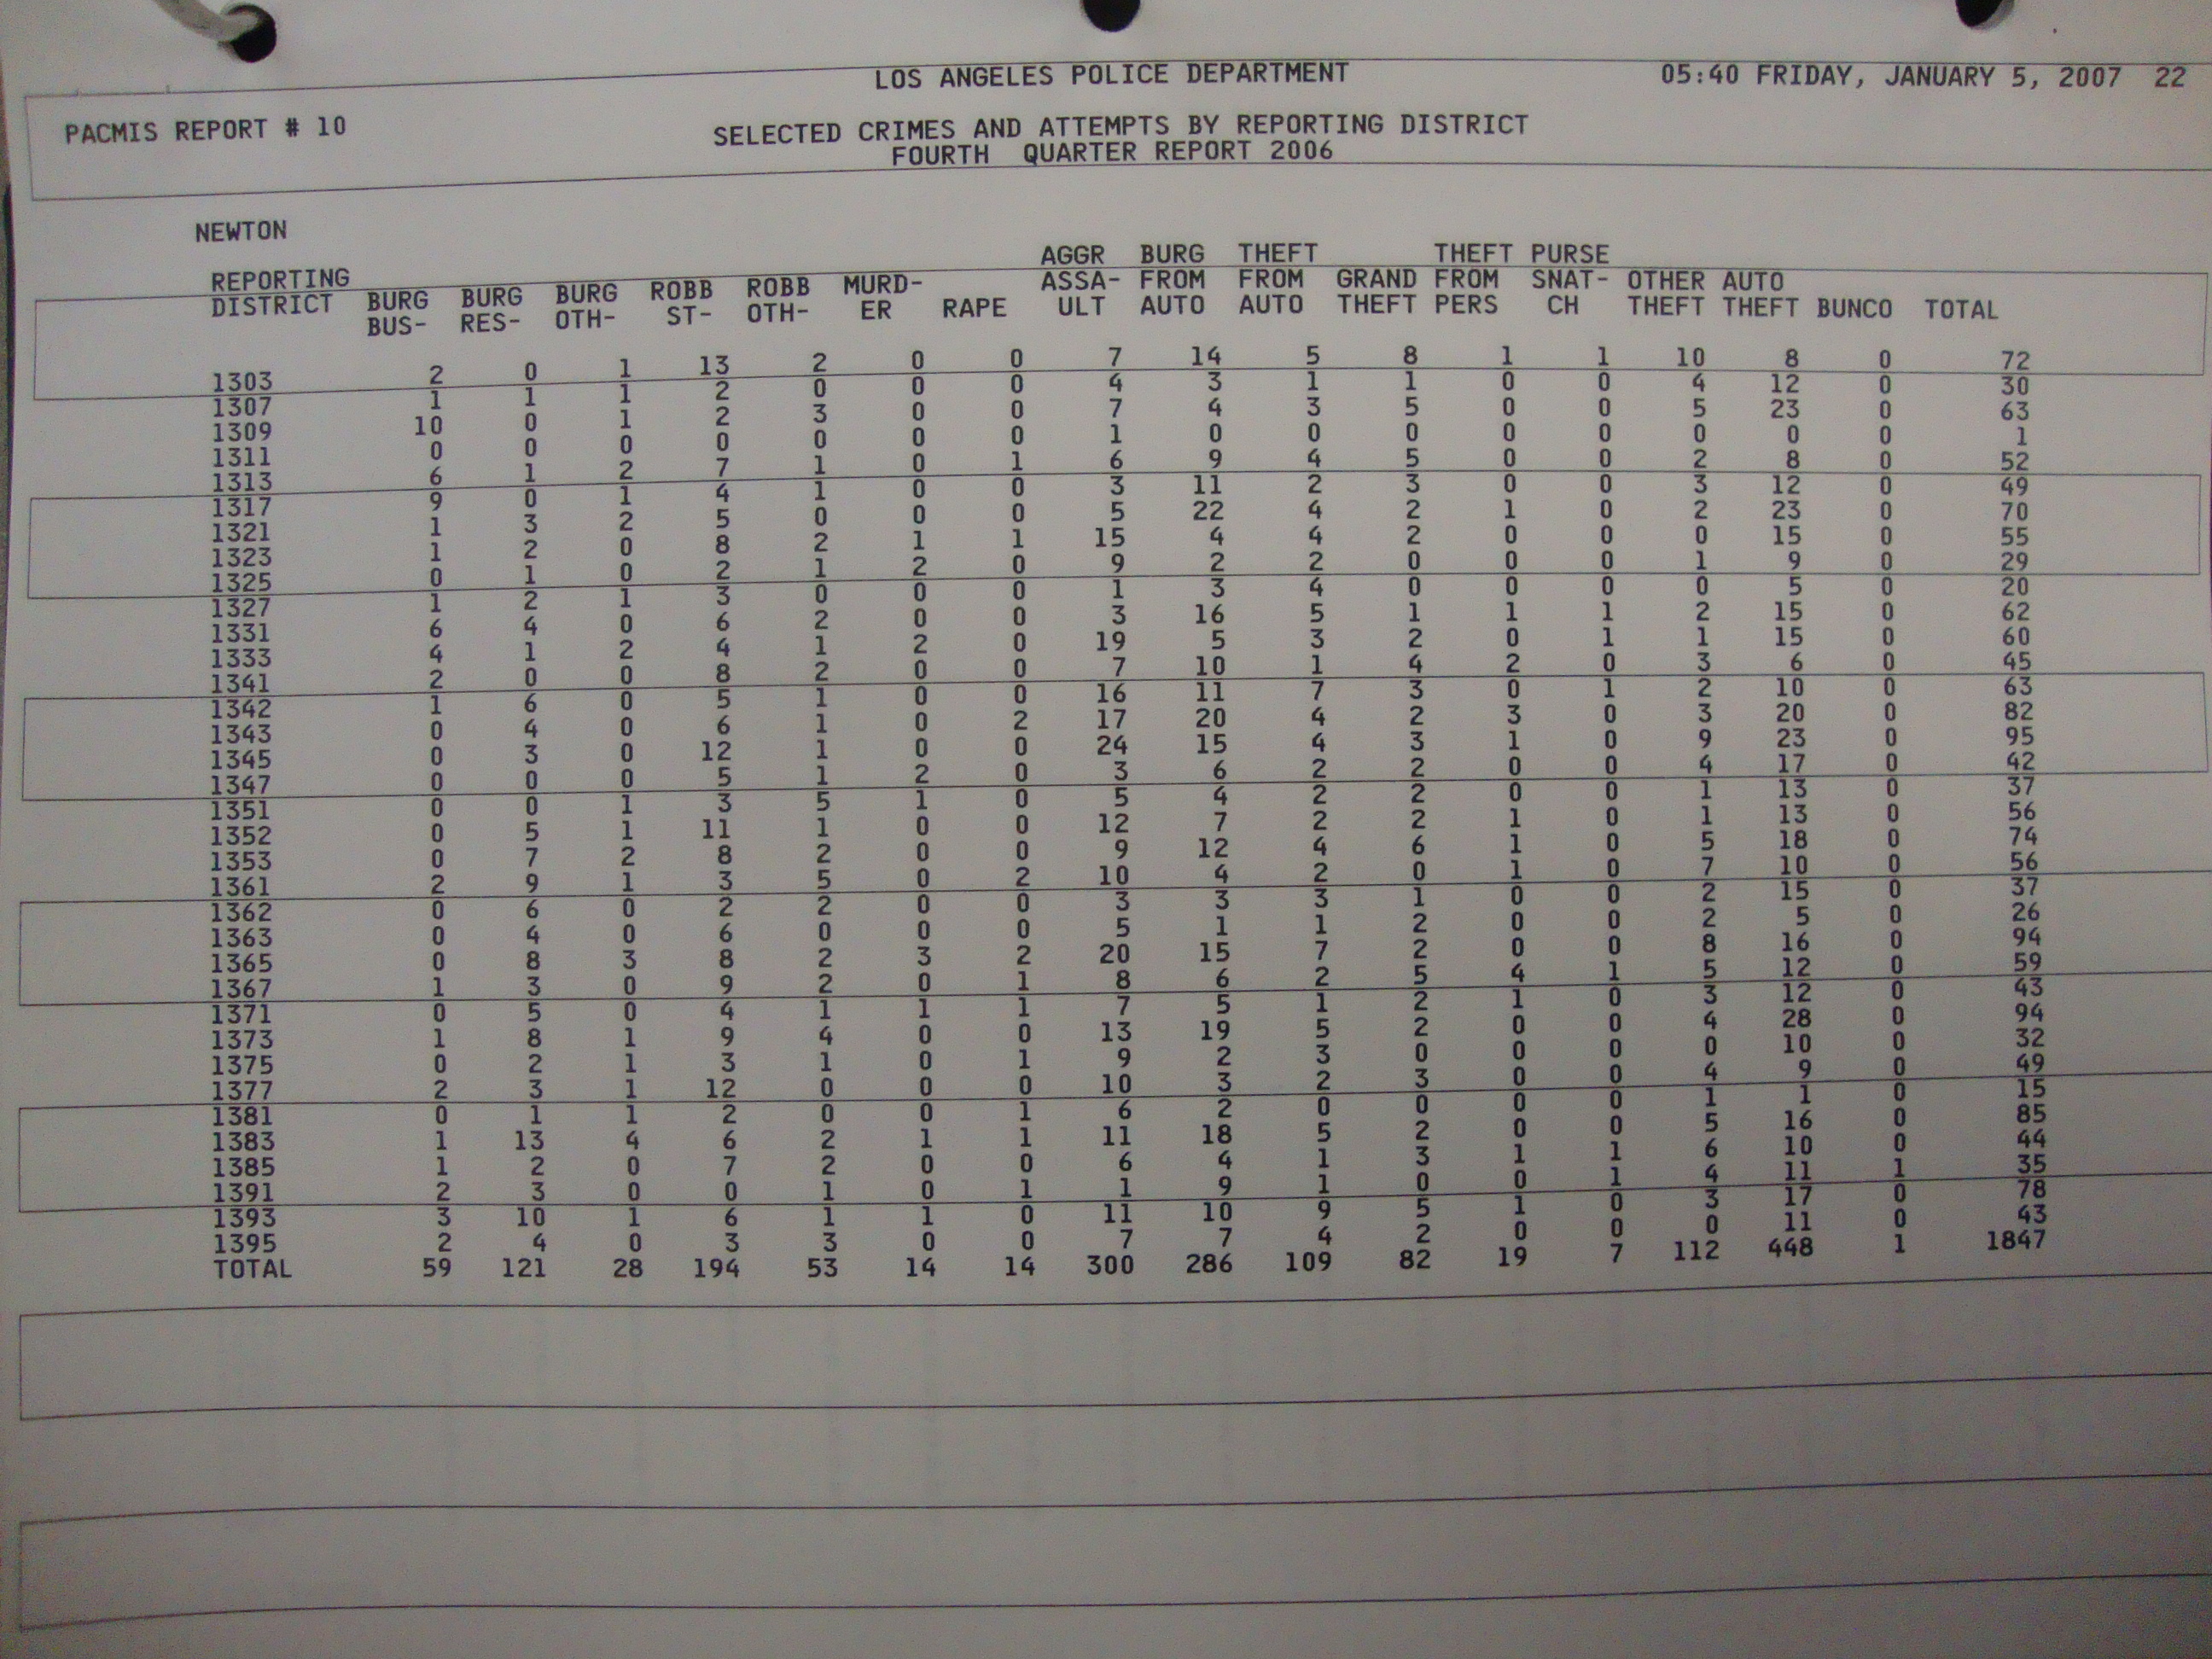 LOS ANGELES POLICE DEPARTMENT 05:40 FRIDAY, JANUARY 5, 2007 22
PACMIS REPORT # 10
SELECTED CRIMES AND ATTEMPTS BY REPORTING DISTRICT
FOURTH QUARTER REPORT 2006
NEWTON
AGGR BURG THEFT THEFT PURSE
REPORTING BURG BURG BURG ROBB ROBB MURD- ASSA- FROM FROM GRAND FROM SNAT- OTHER AUTO
DISTRICT BUS- RES- OTH- ST- OTH- ER RAPE ULT AUTO AUTO THEFT PERS CH THEFT THEFT BUNCO TOTAL
1303 2 0 1 13 2 0 0 7 14 5 8 1 1 10 8 0 72
1307 1 1 1 2 0 0 0 4 3 1 1 0 0 4 12 0 30
1309 10 0 1 2 3 0 0 7 4 3 5 0 0 5 23 0 63
1311 0 0 0 0 0 0 0 1 0 0 0 0 0 0 0 0 1
1313 6 1 2 7 1 0 1 6 9 4 5 0 0 2 8 0 52
1317 9 0 1 4 1 0 0 3 11 2 3 0 0 3 12 0 49
1321 1 3 2 5 0 0 0 5 22 4 2 1 0 2 23 0 70
1323 1 2 0 8 2 1 1 15 4 4 2 0 0 0 15 0 55
1325 0 1 0 2 1 2 0 9 2 2 0 0 0 1 9 0 29
1327 1 2 1 3 0 0 0 1 3 4 0 0 0 0 5 0 20
1331 6 4 0 6 2 0 0 3 16 5 1 1 1 2 15 0 62
1333 4 1 2 4 1 2 0 19 5 3 2 0 1 1 15 0 60
1341 2 0 0 8 2 0 0 7 10 1 4 2 0 3 6 0 45
1342 1 6 0 5 1 0 0 16 11 7 3 0 1 2 10 0 63
1343 0 4 0 6 1 0 2 17 20 4 2 3 0 3 20 0 82
1345 0 3 0 12 1 0 0 24 15 4 3 1 0 9 23 0 95
1347 0 0 0 5 1 2 0 3 6 2 2 0 0 4 17 0 42
1351 0 0 1 3 5 1 0 5 4 2 2 0 0 1 13 0 37
1352 0 5 1 11 1 0 0 12 7 2 2 1 0 1 13 0 56
1353 0 7 2 8 2 0 0 9 12 4 6 1 0 5 18 0 74
1361 2 9 1 3 5 0 2 10 4 2 0 1 0 7 10 0 56
1362 0 6 0 2 2 0 0 3 3 3 1 0 0 2 15 0 37
1363 0 4 0 6 0 0 0 5 1 1 2 0 0 2 5 0 26
1365 0 8 3 8 2 3 2 20 15 7 2 0 0 8 16 0 94
1367 1 3 0 9 2 0 1 8 6 2 5 4 1 5 12 0 59
1371 0 5 0 4 1 1 1 7 5 1 2 1 0 3 12 0 43
1373 1 8 1 9 4 0 0 13 19 5 2 0 0 4 28 0 94
1375 0 2 1 3 1 0 1 9 2 3 0 0 0 0 10 0 32
1377 2 3 1 12 0 0 0 10 3 2 3 0 0 4 9 0 49
1381 0 1 1 2 0 0 1 6 2 0 0 0 0 1 1 0 15
1383 1 13 4 6 2 1 1 11 18 5 2 0 0 5 16 0 85
1385 1 2 0 7 2 0 0 6 4 1 3 1 1 6 10 0 44
1391 2 3 0 0 1 0 1 1 9 1 0 0 1 4 11 1 35
1393 3 10 1 6 1 1 0 11 10 9 5 1 0 3 17 0 78
1395 2 4 0 3 3 0 0 7 7 4 2 0 0 0 11 0 43
TOTAL 59 121 28 194 53 14 14 300 286 109 82 19 7 112 448 1 1847